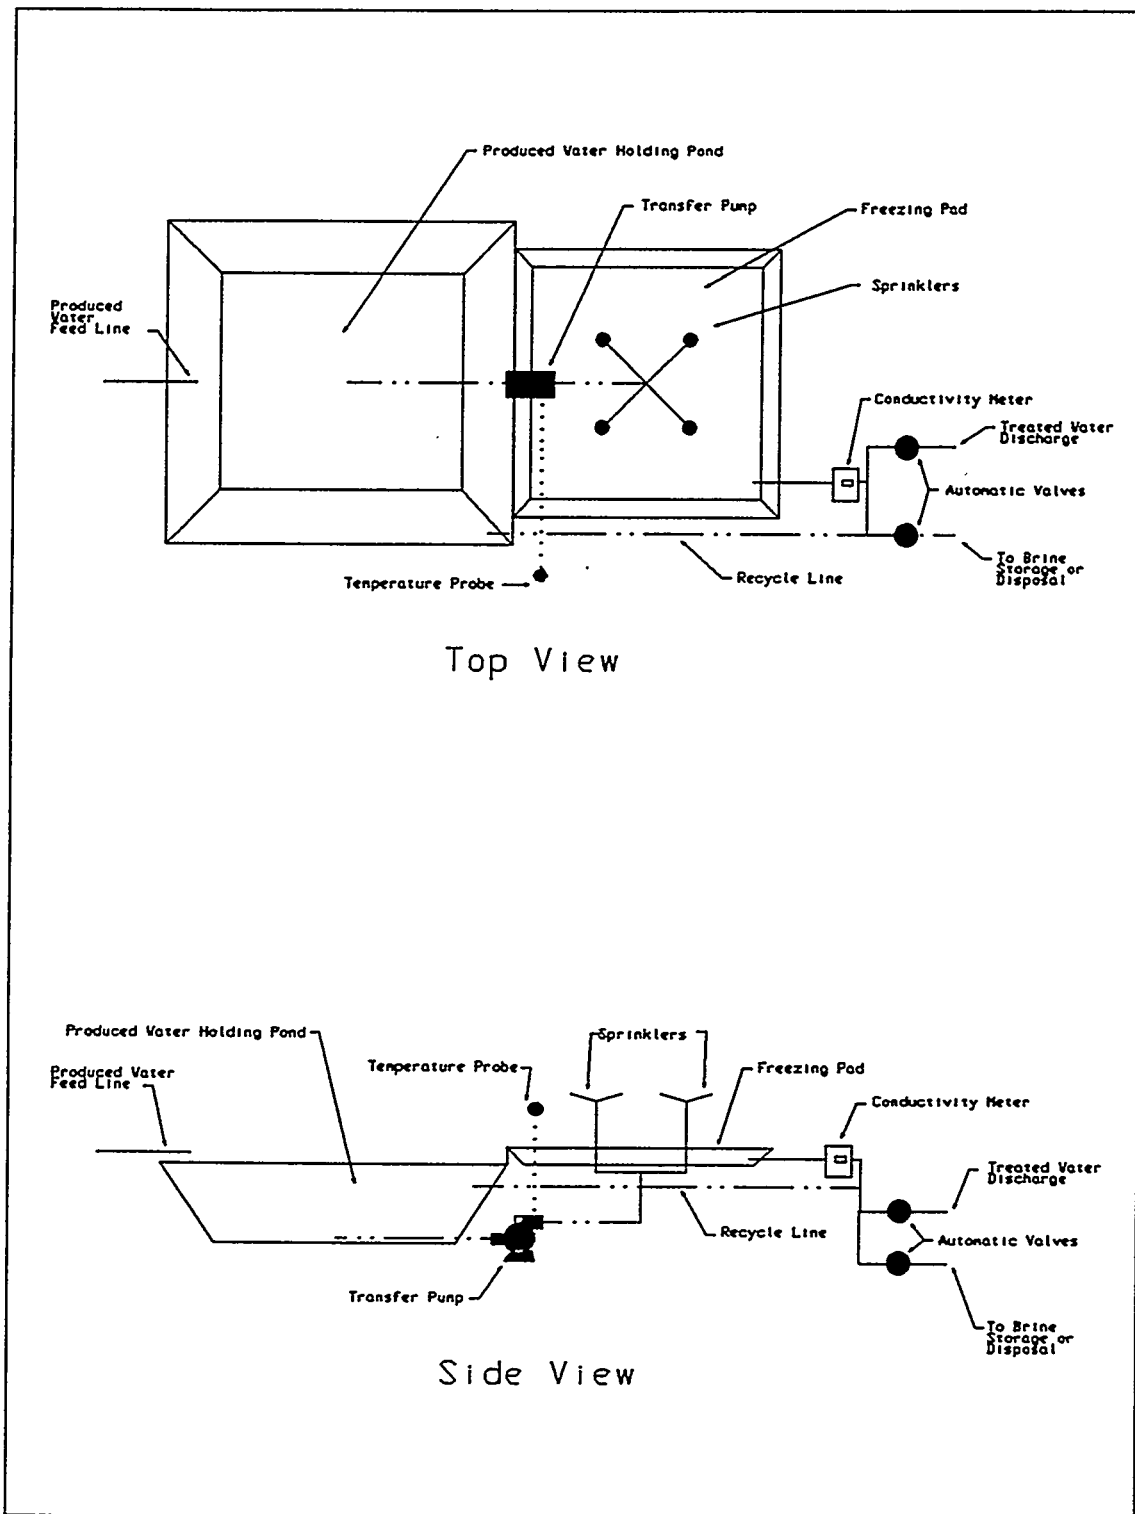 Produced Water Holding Pond
Transfer Pump
Freezing Pad
Sprinklers
Produced
Water
Feed Line
Conductivity Meter
Treated Water
Discharge
Automatic Valves
To Brine
Storage or
Disposal
Recycle Line
Temperature Probe
Top View
Produced Water Holding Pond
Sprinklers
Temperature Probe
Freezing Pad
Produced Water
Feed Line
Conductivity Meter
Treated Water
Discharge
Recycle Line
Automatic Valves
Transfer Pump
To Brine
Storage or
Disposal
Side View